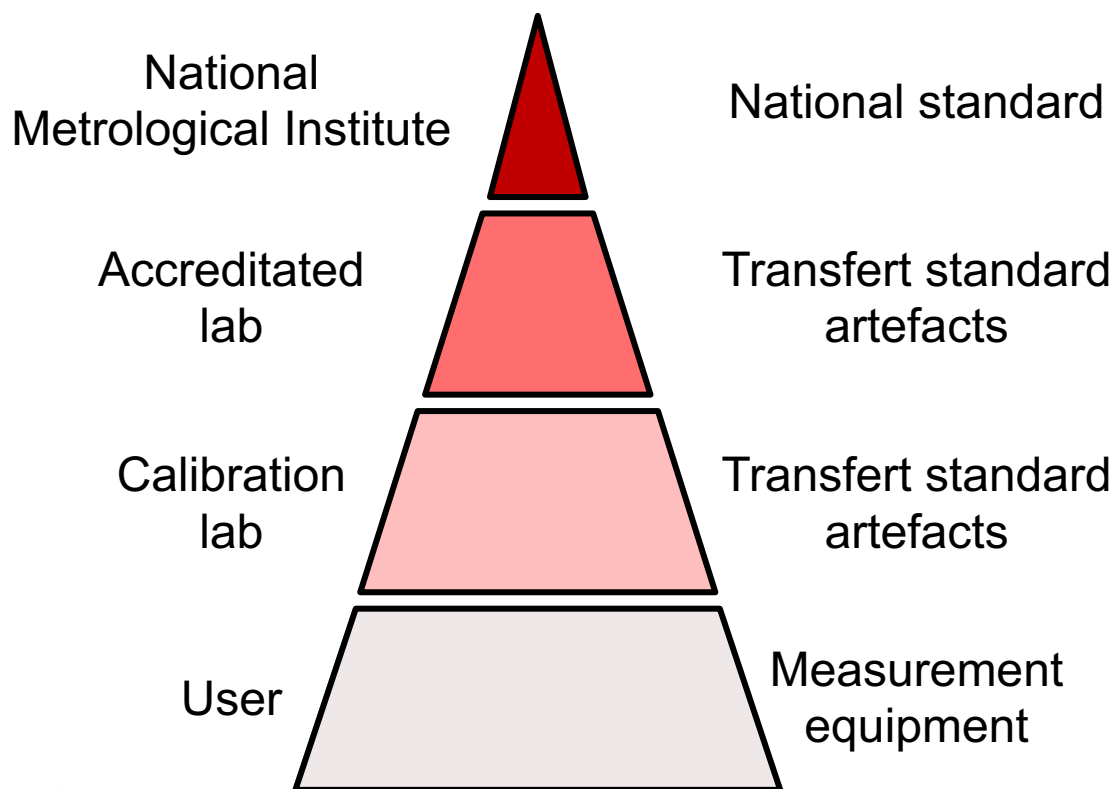 National
Metrological Institute
National standard
Accreditated
lab
Transfert standard
artefacts
Calibration
lab
Transfert standard
artefacts
User
Measurement
equipment